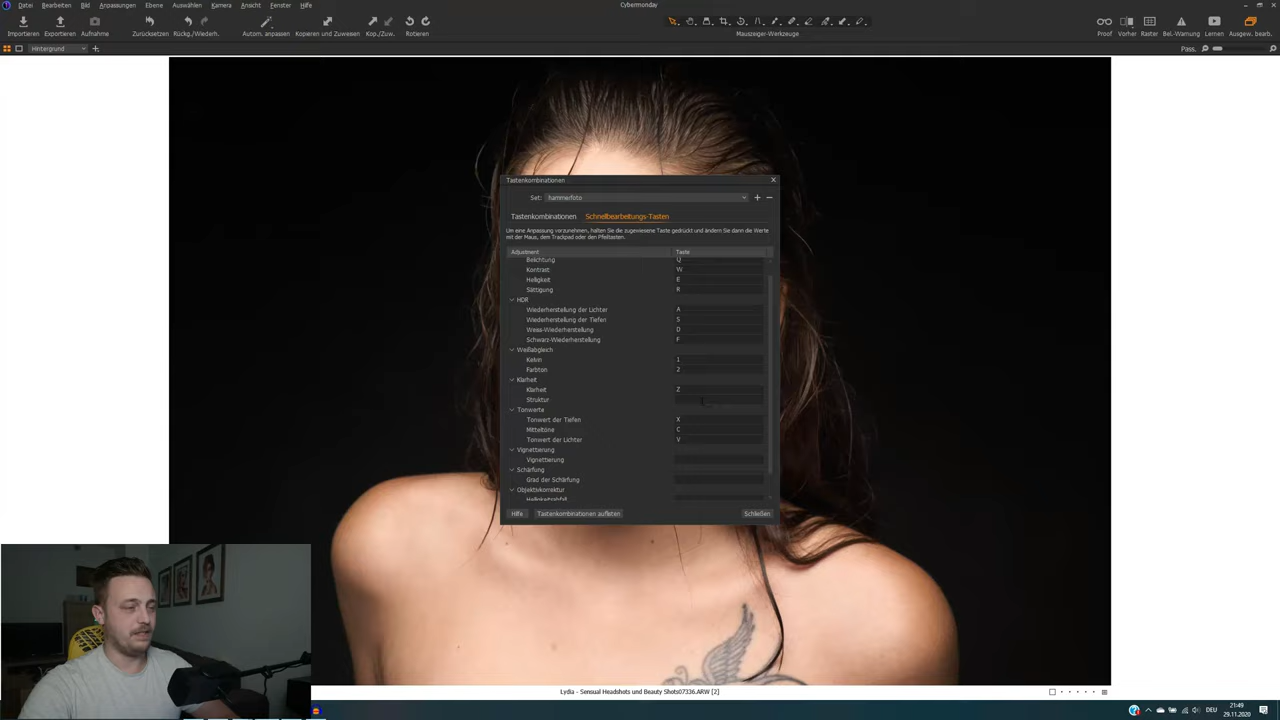 Datei Bearbeiten Bild Anpassungen Ebene Auswählen Kamera Ansicht Fenster Hilfe
Cybermonday
Importieren Exportieren Aufnahme Zurücksetzen Rückg./Wiederh. Autom. anpassen Kopieren und Zuweisen Kop./Zuw. Rotieren Mauszeiger-Werkzeuge Proof Vorher Raster Bel.-Warnung Lernen Ausgew. bearb.
Hintergrund
Pass.
Tastenkombinationen
Set: hammerfoto
Tastenkombinationen Schnellbearbeitungs-Tasten
Um eine Anpassung vorzunehmen, halten Sie die zugewiesene Taste gedrückt und ändern Sie dann die Werte
mit der Maus, dem Trackpad oder den Pfeiltasten.
Adjustment Taste
Belichtung Q
Kontrast W
Helligkeit E
Sättigung R
HDR
Wiederherstellung der Lichter A
Wiederherstellung der Tiefen S
Weiss-Wiederherstellung D
Schwarz-Wiederherstellung F
Weißabgleich
Kelvin 1
Farbton 2
Klarheit
Klarheit Z
Struktur
Tonwerte
Tonwert der Tiefen X
Mitteltöne C
Tonwert der Lichter V
Vignettierung
Vignettierung
Schärfung
Grad der Schärfung
Objektivkorrektur
Helligkeitsabfall
Hilfe Tastenkombinationen auflisten Schließen
Lydia - Sensual Headshots und Beauty Shots07336.ARW [2]
DEU
21:49
29.11.2020